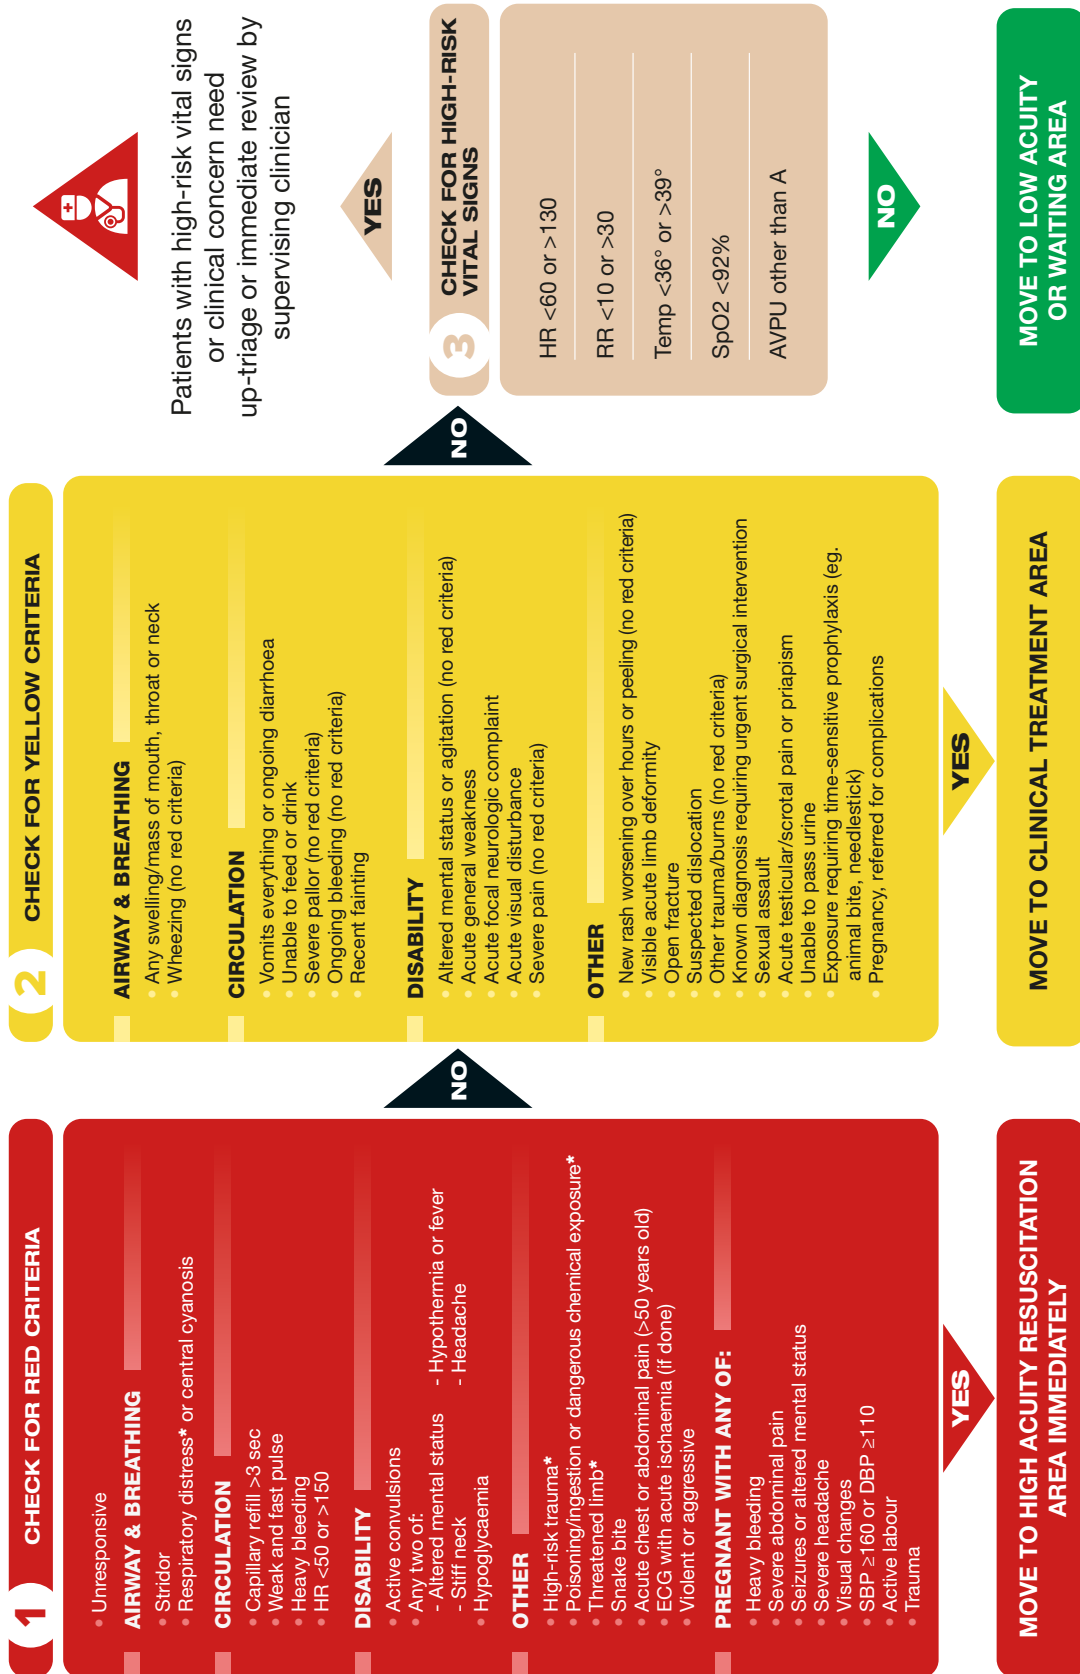 1 CHECK FOR RED CRITERIA
• Unresponsive
AIRWAY & BREATHING
• Stridor
• Respiratory distress* or central cyanosis
CIRCULATION
• Capillary refill >3 sec
• Weak and fast pulse
• Heavy bleeding
• HR <50 or >150
DISABILITY
• Active convulsions
• Any two of:
- Altered mental status - Hypothermia or fever
- Stiff neck - Headache
• Hypoglycaemia
OTHER
• High-risk trauma*
• Poisoning/ingestion or dangerous chemical exposure*
• Threatened limb*
• Snake bite
• Acute chest or abdominal pain (>50 years old)
• ECG with acute ischaemia (if done)
• Violent or aggressive
PREGNANT WITH ANY OF:
• Heavy bleeding
• Severe abdominal pain
• Seizures or altered mental status
• Severe headache
• Visual changes
• SBP ≥160 or DBP ≥110
• Active labour
• Trauma
YES
MOVE TO HIGH ACUITY RESUSCITATION
AREA IMMEDIATELY
NO
2 CHECK FOR YELLOW CRITERIA
AIRWAY & BREATHING
• Any swelling/mass of mouth, throat or neck
• Wheezing (no red criteria)
CIRCULATION
• Vomits everything or ongoing diarrhoea
• Unable to feed or drink
• Severe pallor (no red criteria)
• Ongoing bleeding (no red criteria)
• Recent fainting
DISABILITY
• Altered mental status or agitation (no red criteria)
• Acute general weakness
• Acute focal neurologic complaint
• Acute visual disturbance
• Severe pain (no red criteria)
OTHER
• New rash worsening over hours or peeling (no red criteria)
• Visible acute limb deformity
• Open fracture
• Suspected dislocation
• Other trauma/burns (no red criteria)
• Known diagnosis requiring urgent surgical intervention
• Sexual assault
• Acute testicular/scrotal pain or priapism
• Unable to pass urine
• Exposure requiring time-sensitive prophylaxis (eg.
animal bite, needlestick)
• Pregnancy, referred for complications
YES
MOVE TO CLINICAL TREATMENT AREA
NO
Patients with high-risk vital signs
or clinical concern need
up-triage or immediate review by
supervising clinician
YES
3 CHECK FOR HIGH-RISK
VITAL SIGNS
HR <60 or >130
RR <10 or >30
Temp <36° or >39°
SpO2 <92%
AVPU other than A
NO
MOVE TO LOW ACUITY
OR WAITING AREA